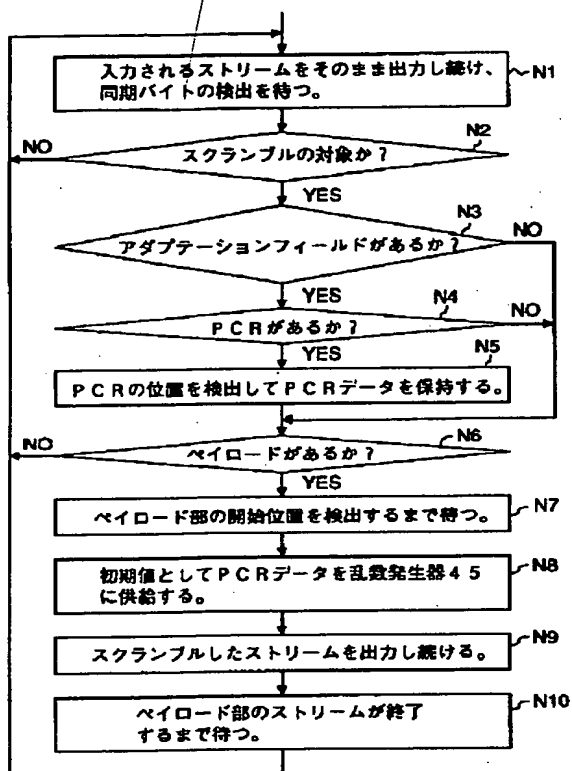 入力されるストリームをそのまま出力し続け、
同期バイトの検出を待つ。
N1
N2
NO
スクランブルの対象か？
YES
N3
NO
アダプテーションフィールドがあるか？
YES
N4
NO
PCRがあるか？
YES
N5
PCRの位置を検出してPCRデータを保持する。
NO
N6
ペイロードがあるか？
YES
ペイロード部の開始位置を検出するまで待つ。
N7
初期値としてPCRデータを乱数発生器45
に供給する。
N8
スクランブルしたストリームを出力し続ける。
N9
ペイロード部のストリームが終了
するまで待つ。
N10